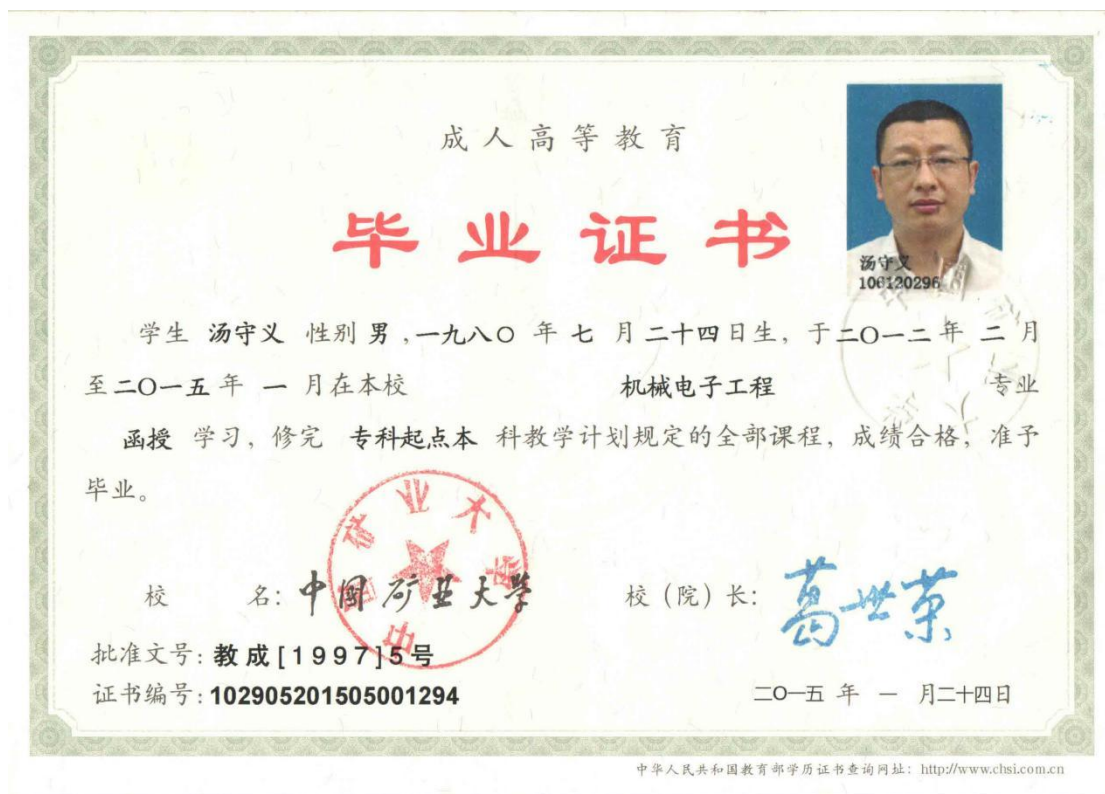 成人高等教育
毕业证书
汤守义
106120296
学生 汤守义 性别 男 ,一九八〇 年 七 月 二十四 日生, 于二〇一二年 二 月
至二〇一五 年 一 月在本校 机械电子工程 专业
函授 学习, 修完 专科起点本 科教学计划规定的全部课程, 成绩合格, 准予
毕业。
中国矿业大学
校 名: 中国矿业大学 校(院)长: 葛世荣
批准文号: 教成[1997]5号
证书编号: 102905201505001294 二〇一五 年 一 月二十四日
中华人民共和国教育部学历证书查询网址: http://www.chsi.com.cn